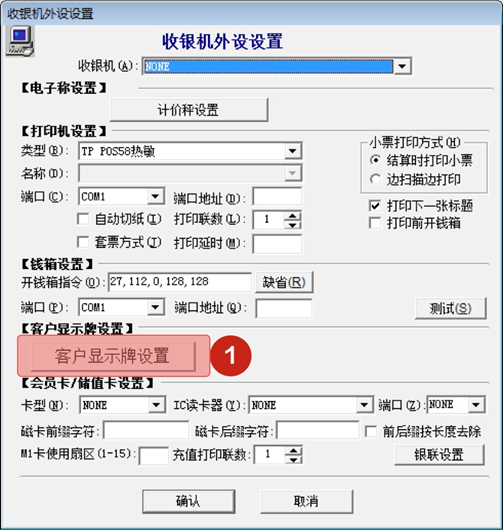 收银机外设设置
收银机外设设置
收银机(A): NONE
【电子称设置】
计价秤设置
【打印机设置】
类型(B): TP POS58热敏
名称(D):
端口(C): COM1 端口地址(D):
自动切纸(I) 打印联数(L): 1
套票方式(J) 打印延时(M):
小票打印方式(H)
结算时打印小票
边扫描边打印
打印下一张标题
打印前开钱箱
【钱箱设置】
开钱箱指令(O): 27,112,0,128,128 缺省(R)
端口(P): COM1 端口地址(Q): 测试(S)
【客户显示牌设置】
客户显示牌设置 1
【会员卡/储值卡设置】
卡型(N): NONE IC读卡器(Y): NONE 端口(Z): NONE
磁卡前缀字符: 磁卡后缀字符: 前后缀按长度去除
M1卡使用扇区(1-15): 充值打印联数: 1 银联设置
确认 取消